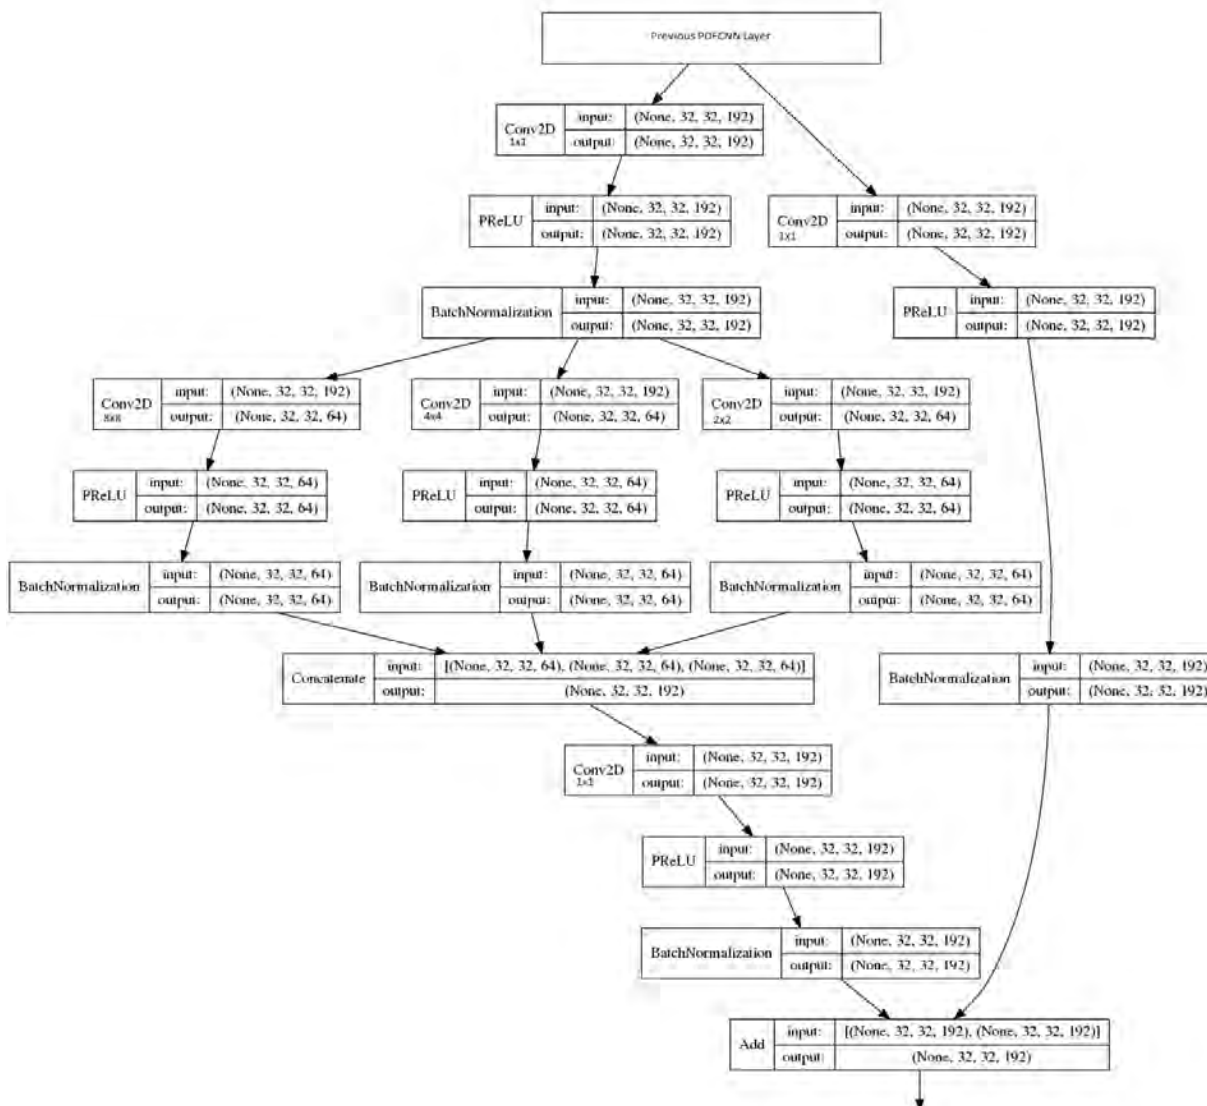 Previous PDFCNN Layer
Conv2D
1x1
input: (None, 32, 32, 192)
output: (None, 32, 32, 192)
PReLU
input: (None, 32, 32, 192)
output: (None, 32, 32, 192)
Conv2D
1x1
input: (None, 32, 32, 192)
output: (None, 32, 32, 192)
BatchNormalization
input: (None, 32, 32, 192)
output: (None, 32, 32, 192)
PReLU
input: (None, 32, 32, 192)
output: (None, 32, 32, 192)
Conv2D
8x8
input: (None, 32, 32, 192)
output: (None, 32, 32, 64)
Conv2D
4x4
input: (None, 32, 32, 192)
output: (None, 32, 32, 64)
Conv2D
2x2
input: (None, 32, 32, 192)
output: (None, 32, 32, 64)
PReLU
input: (None, 32, 32, 64)
output: (None, 32, 32, 64)
PReLU
input: (None, 32, 32, 64)
output: (None, 32, 32, 64)
PReLU
input: (None, 32, 32, 64)
output: (None, 32, 32, 64)
BatchNormalization
input: (None, 32, 32, 64)
output: (None, 32, 32, 64)
BatchNormalization
input: (None, 32, 32, 64)
output: (None, 32, 32, 64)
BatchNormalization
input: (None, 32, 32, 64)
output: (None, 32, 32, 64)
Concatenate
input: [(None, 32, 32, 64), (None, 32, 32, 64), (None, 32, 32, 64)]
output: (None, 32, 32, 192)
BatchNormalization
input: (None, 32, 32, 192)
output: (None, 32, 32, 192)
Conv2D
1x1
input: (None, 32, 32, 192)
output: (None, 32, 32, 192)
PReLU
input: (None, 32, 32, 192)
output: (None, 32, 32, 192)
BatchNormalization
input: (None, 32, 32, 192)
output: (None, 32, 32, 192)
Add
input: [(None, 32, 32, 192), (None, 32, 32, 192)]
output: (None, 32, 32, 192)